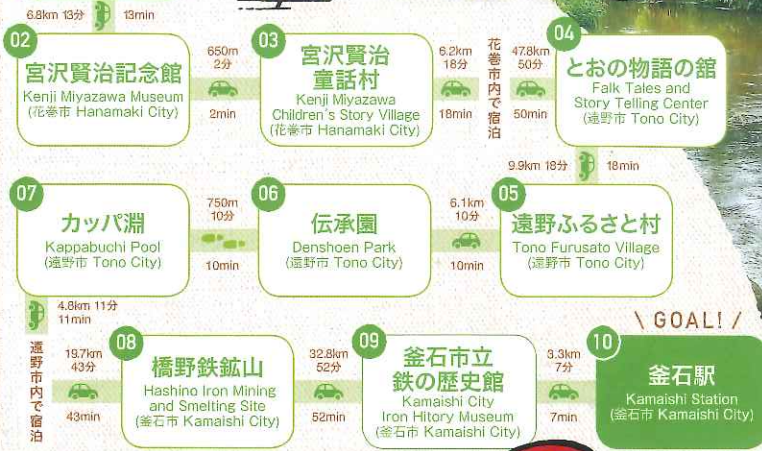 6.8km 13分 13min
02
宮沢賢治記念館
Kenji Miyazawa Museum
(花巻市 Hanamaki City)
650m
2分
2min
03
宮沢賢治
童話村
Kenji Miyazawa
Children's Story Village
(花巻市 Hanamaki City)
6.2km
18分
18min
花巻市内で宿泊
47.8km
50分
50min
04
とおの物語の舘
Falk Tales and
Story Telling Center
(遠野市 Tono City)
9.9km 18分 18min
05
遠野ふるさと村
Tono Furusato Village
(遠野市 Tono City)
6.1km
10分
10min
06
伝承園
Denshoen Park
(遠野市 Tono City)
750m
10分
10min
07
カッパ淵
Kappabuchi Pool
(遠野市 Tono City)
4.8km 11分
11min
遠野市内で宿泊
19.7km
43分
43min
08
橋野鉄鉱山
Hashino Iron Mining
and Smelting Site
(釜石市 Kamaishi City)
32.8km
52分
52min
09
釜石市立
鉄の歴史館
Kamaishi City
Iron Hitory Museum
(釜石市 Kamaishi City)
3.3km
7分
7min
\ GOAL! /
10
釜石駅
Kamaishi Station
(釜石市 Kamaishi City)